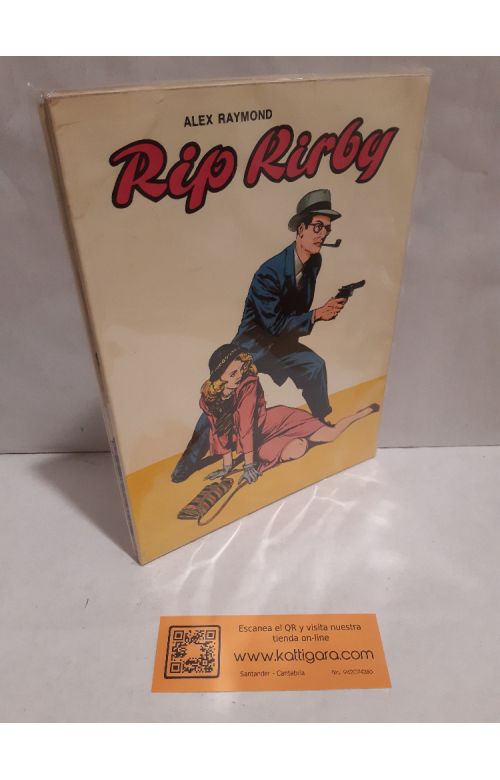 ALEX RAYMOND
Rip Kirby
Escanea el QR y visita nuestra
tienda on-line
www.kattigara.com
Santander - Cantabria